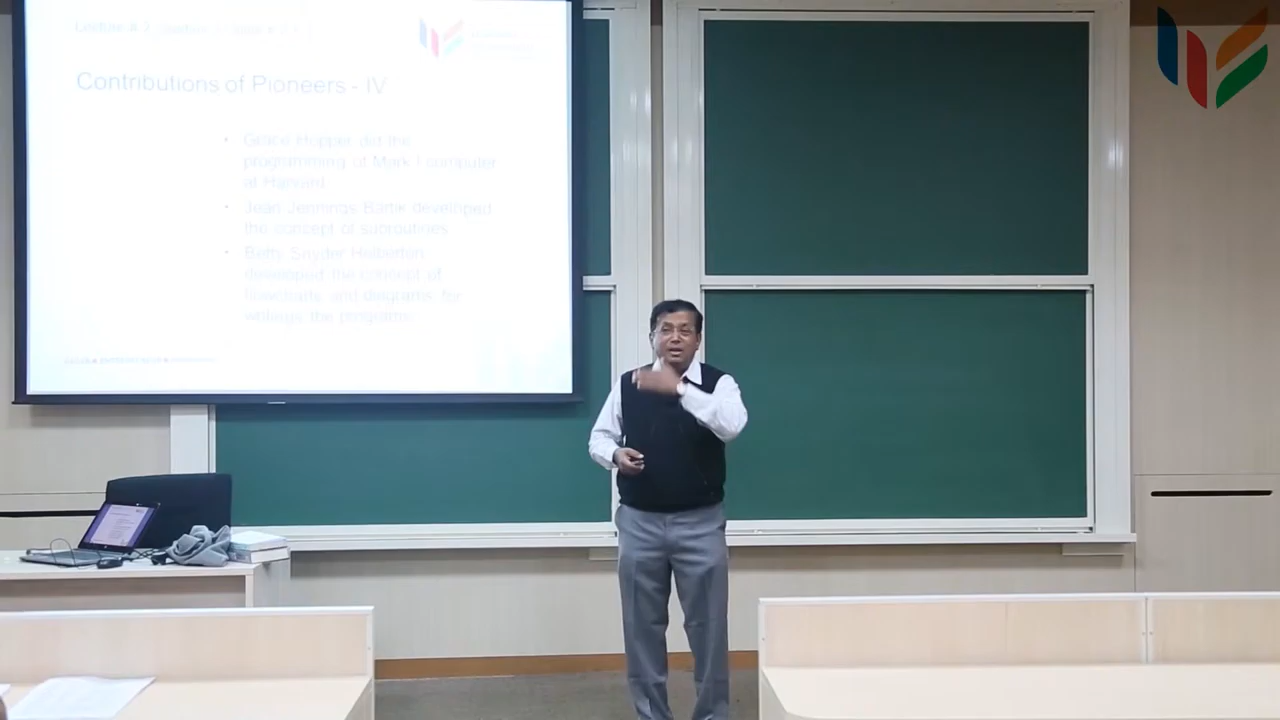 Contributions of Pioneers - IV
• Grace Hopper did the
programming of Mark I computer
at Harvard
• Jean Jennings Bartik developed
the concept of subroutines
• Betty Snyder Holberton
developed the concept of
flowcharts and diagrams for
writing the programs